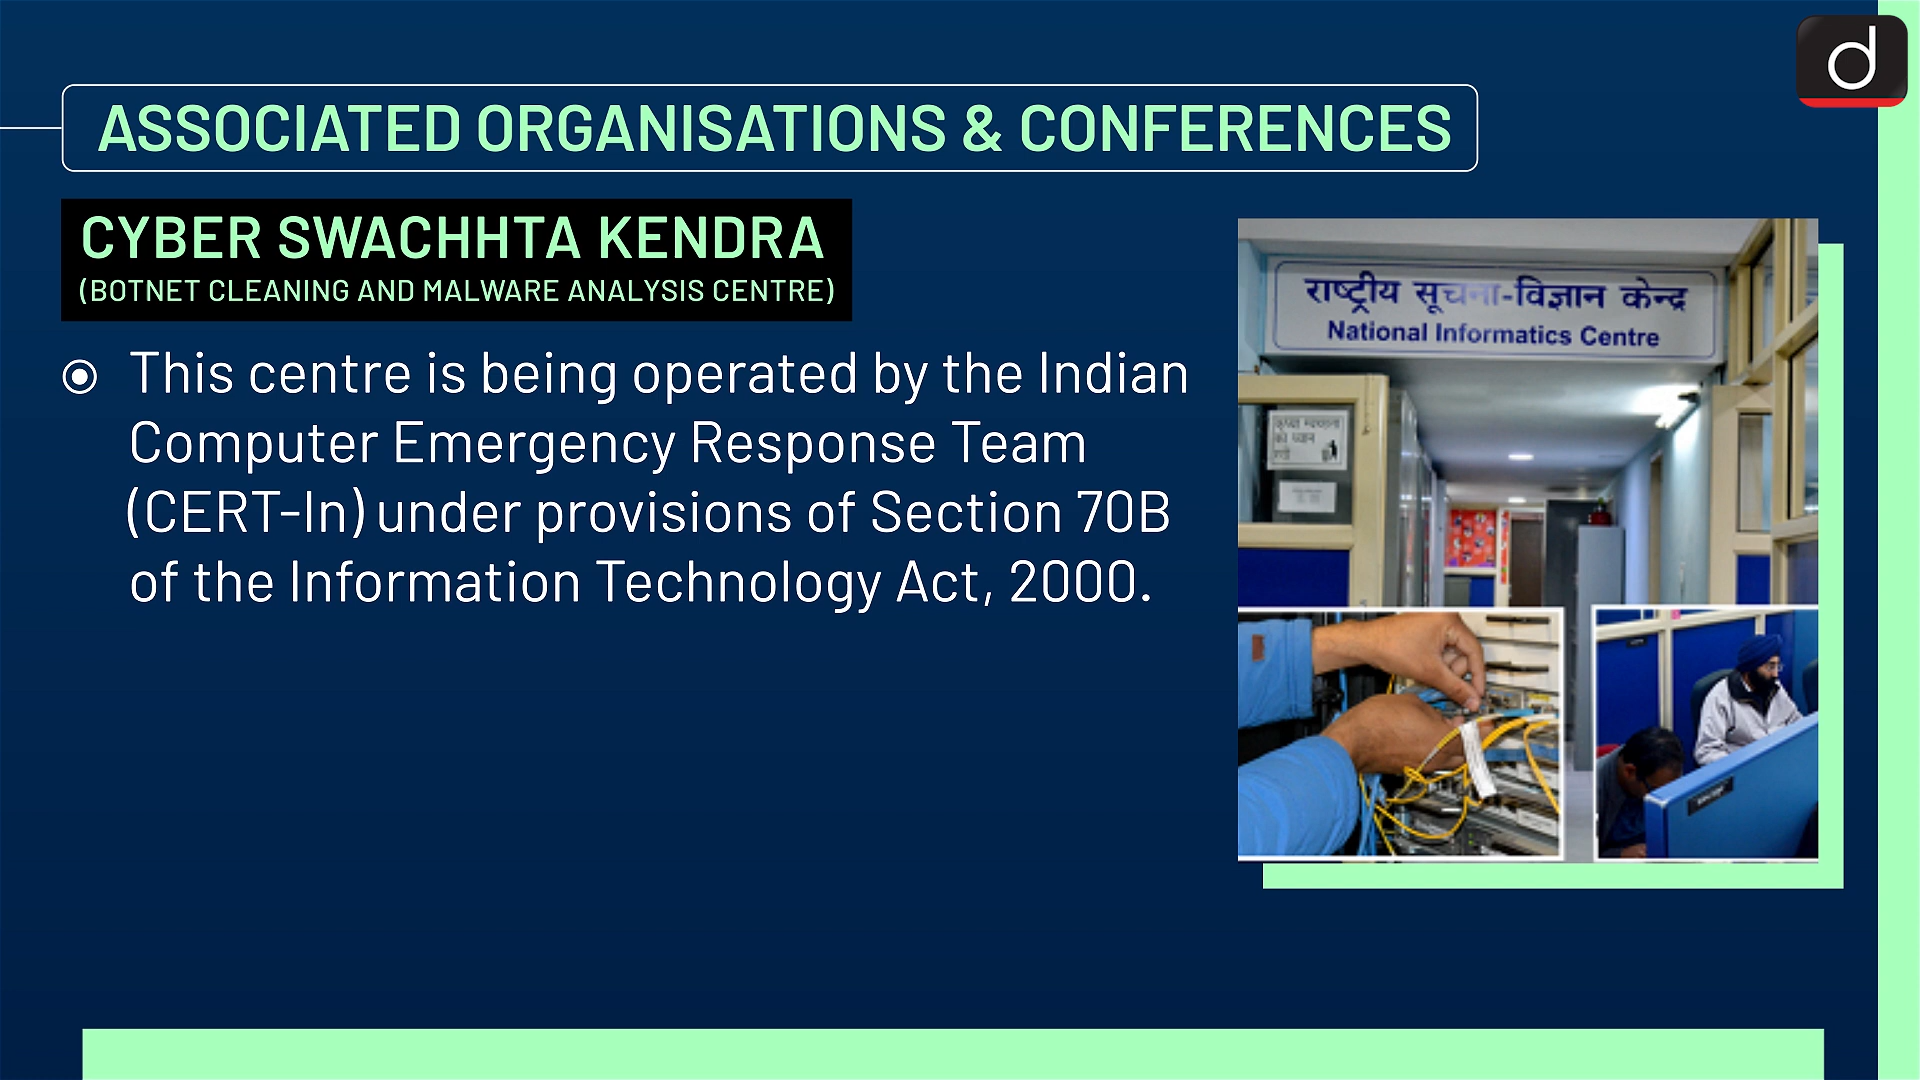 d
ASSOCIATED ORGANISATIONS & CONFERENCES
CYBER SWACHHTA KENDRA
(BOTNET CLEANING AND MALWARE ANALYSIS CENTRE)
This centre is being operated by the Indian
Computer Emergency Response Team
(CERT-In) under provisions of Section 70B
of the Information Technology Act, 2000.
राष्ट्रीय सूचना-विज्ञान केन्द्र
National Informatics Centre